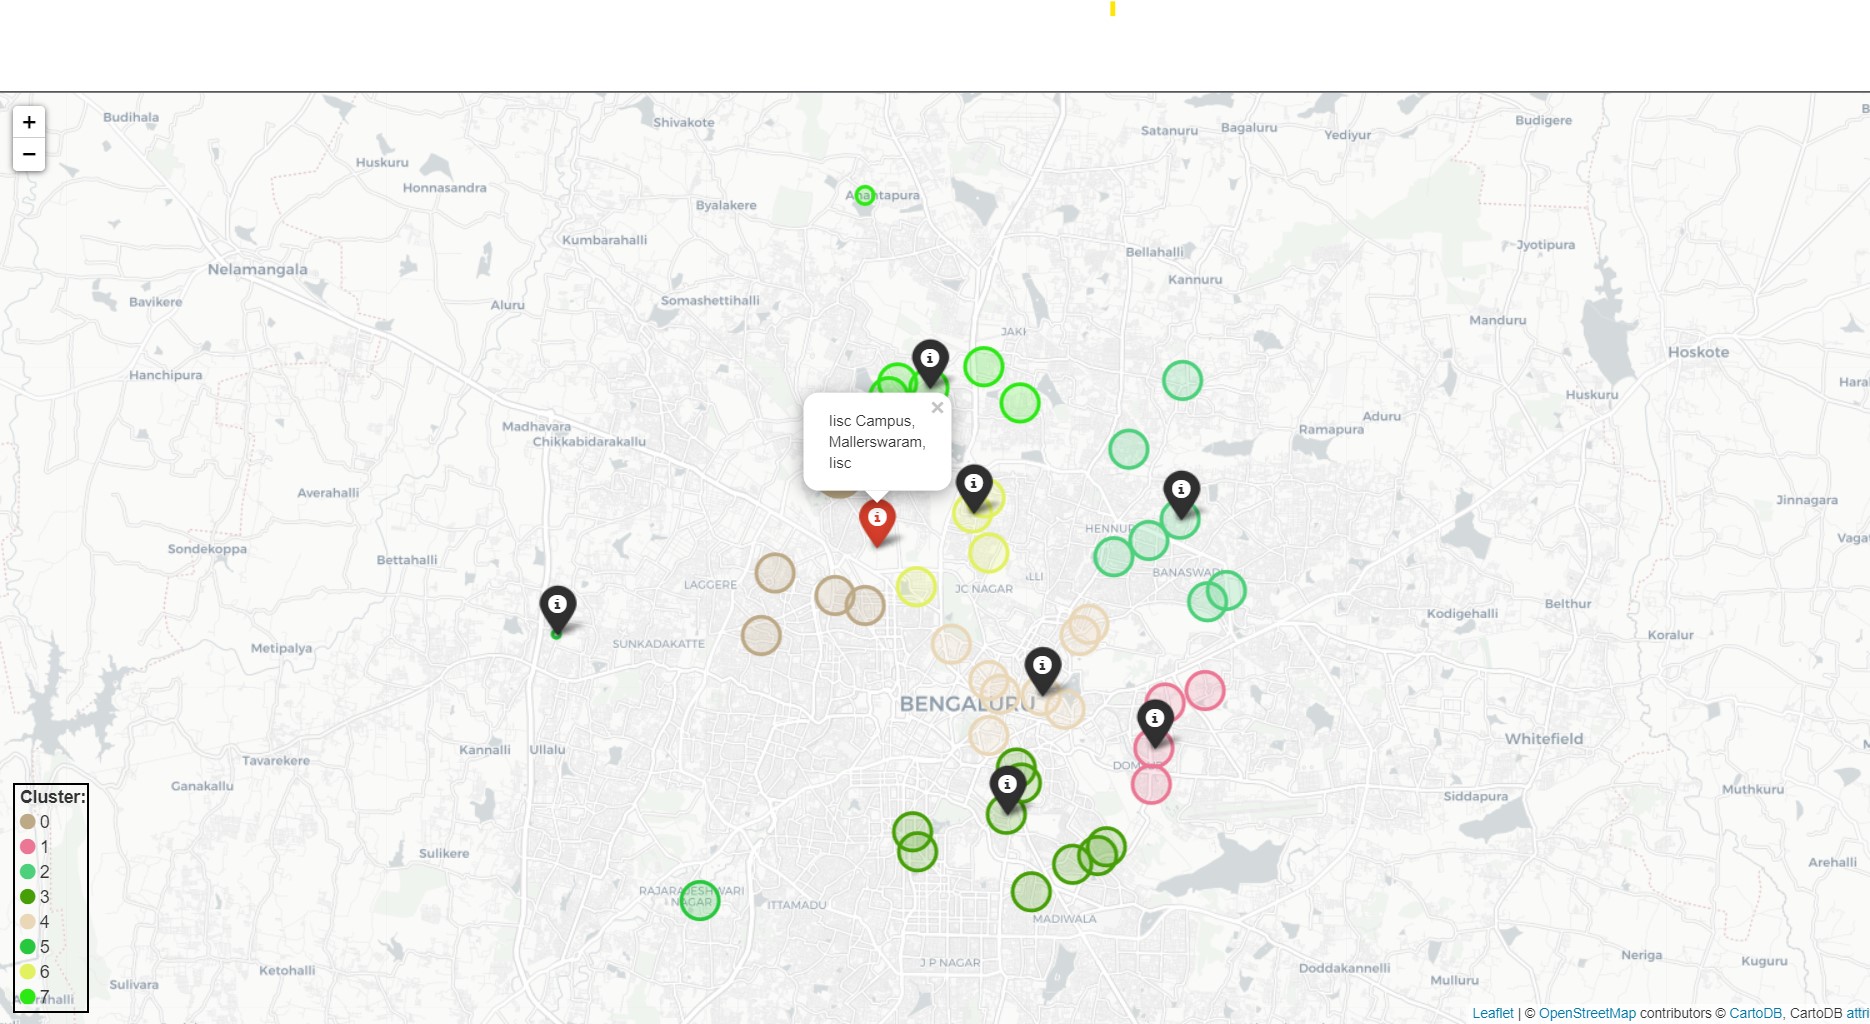 +
−
Budihala
Shivakote
Satanuru
Bagaluru
Yediyur
Budigere
Huskuru
Honnasandra
Byalakere
Anantapura
Kumbarahalli
Bellahalli
Jyotipura
Nelamangala
Kannuru
Bavikere
Aluru
Somashettihalli
JAKI
Manduru
Hoskote
Hanchipura
Huskuru
Madhavara
Chikkabidarakallu
Iisc Campus,
Mallerswaram,
Iisc
×
Aduru
Ramapura
Averahalli
Jinnagara
Sondekoppa
Bettahalli
LAGGERE
JC NAGAR
BANASWAD
Belthur
Kodigehalli
Koralur
Metipalya
SUNKADAKATTE
BENGALURU
Kannalli
Ullalu
Tavarekere
Whitefield
Ganakallu
Siddapura
Muthkuru
Sulikere
Arehalli
RAJARAJESHWARI
NAGAR
ITTAMADU
MADIWALA
J P NAGAR
Doddakannelli
Neriga
Kuguru
Mulluru
Ketohalli
Sulivara
Cluster:
0
1
2
3
4
5
6
7
Leaflet | © OpenStreetMap contributors © CartoDB, CartoDB attri